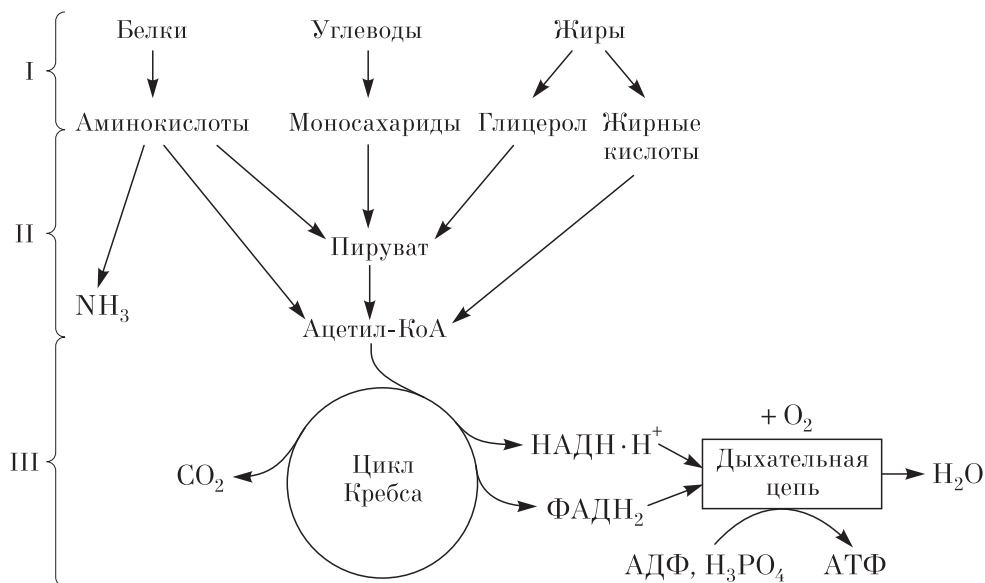 Белки Углеводы Жиры
I
Аминокислоты Моносахариды Глицерол Жирные
кислоты
II
Пируват
NH₃
Ацетил-КоА
+ O₂
НАДН · H⁺
III
CO₂
Цикл
Кребса
Дыхательная
цепь
H₂O
ФАДН₂
АДФ, H₃PO₄ АТФ